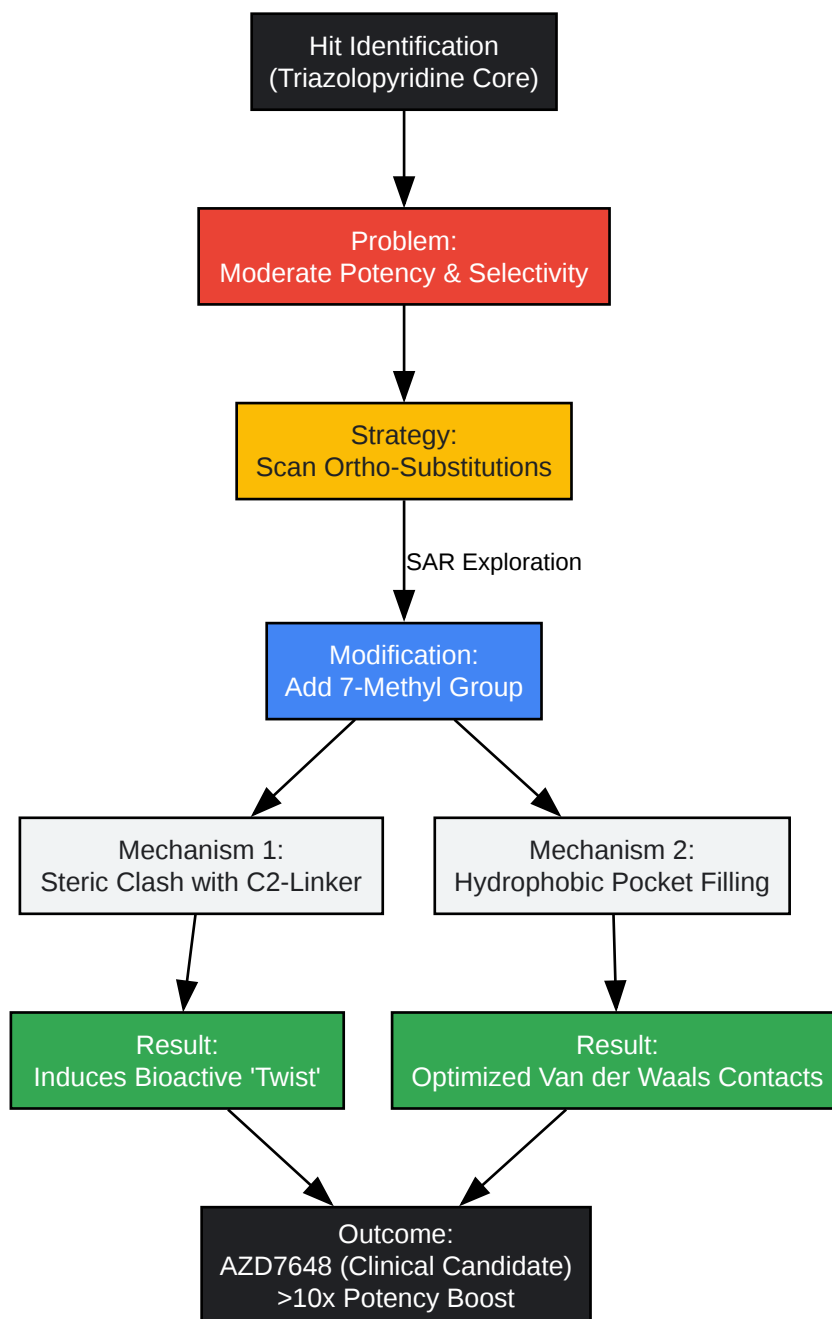 Hit Identification
(Triazolopyridine Core)
Problem:
Moderate Potency & Selectivity
Strategy:
Scan Ortho-Substitutions
SAR Exploration
Modification:
Add 7-Methyl Group
Mechanism 1:
Steric Clash with C2-Linker
Mechanism 2:
Hydrophobic Pocket Filling
Result:
Induces Bioactive 'Twist'
Result:
Optimized Van der Waals Contacts
Outcome:
AZD7648 (Clinical Candidate)
>10x Potency Boost